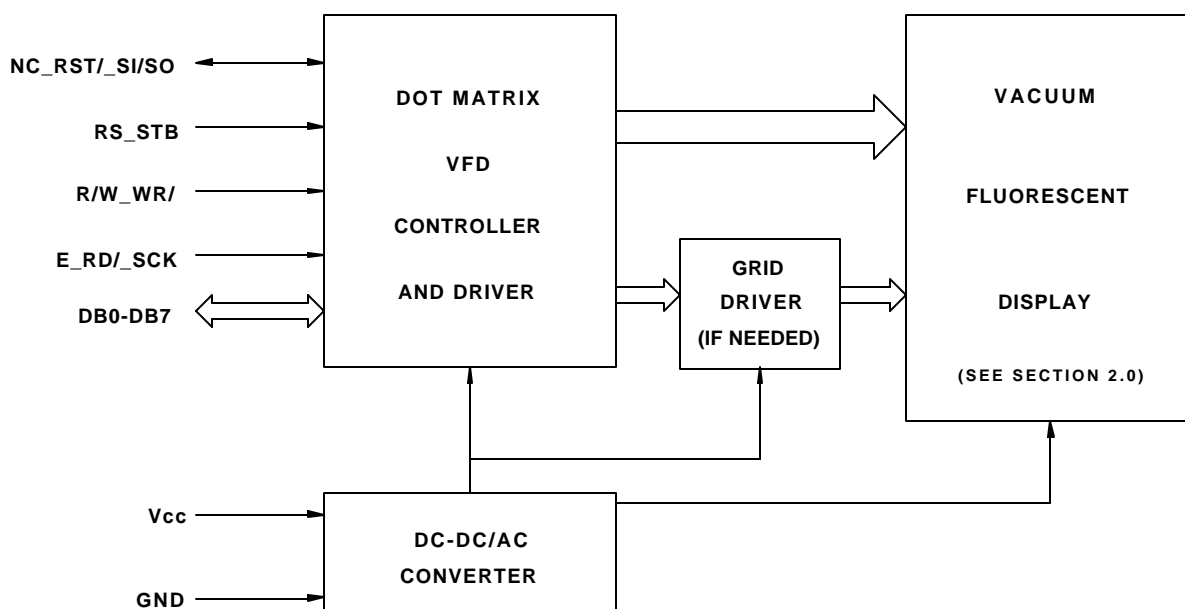 NC_RST/_SI/SO
RS_STB
R/W_WR/
E_RD/_SCK
DB0-DB7
DOT MATRIX
VFD
CONTROLLER
AND DRIVER
GRID
DRIVER
(IF NEEDED)
VACUUM
FLUORESCENT
DISPLAY
(SEE SECTION 2.0)
Vcc
GND
DC-DC/AC
CONVERTER